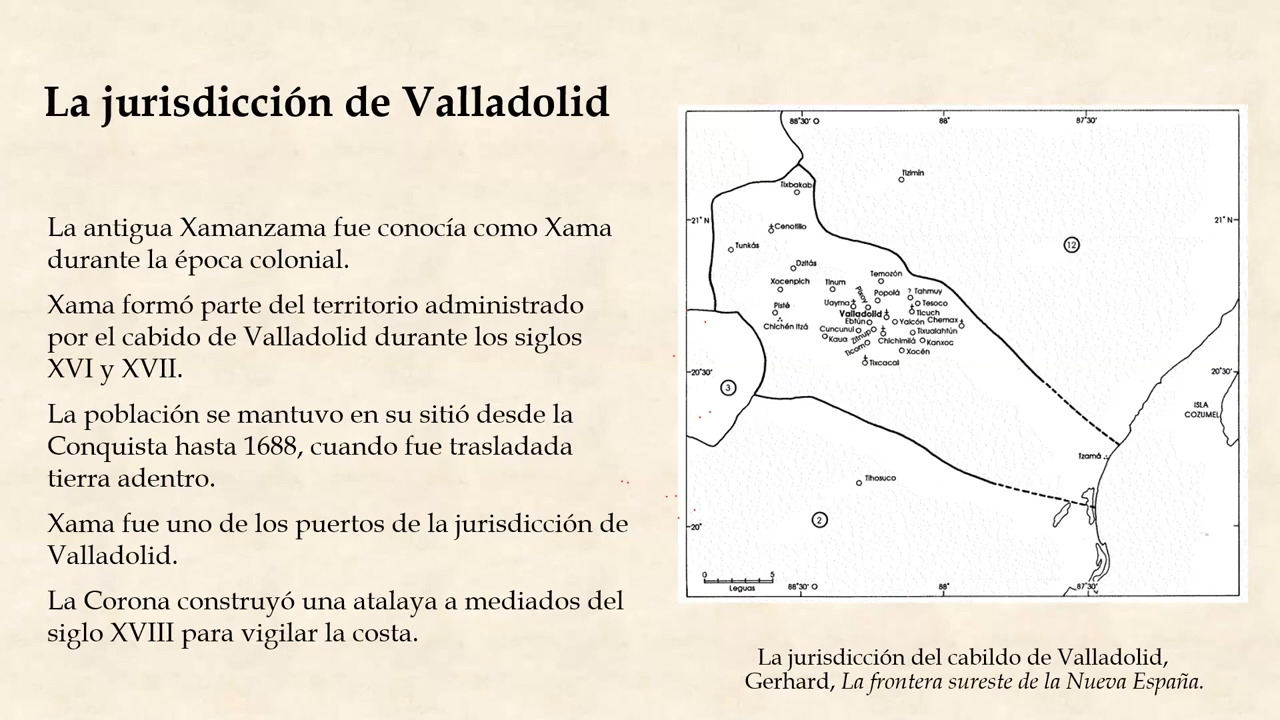 La jurisdicción de Valladolid
La antigua Xamanzama fue conocía como Xama
durante la época colonial.
Xama formó parte del territorio administrado
por el cabido de Valladolid durante los siglos
XVI y XVII.
La población se mantuvo en su sitió desde la
Conquista hasta 1688, cuando fue trasladada
tierra adentro.
Xama fue uno de los puertos de la jurisdicción de
Valladolid.
La Corona construyó una atalaya a mediados del
siglo XVIII para vigilar la costa.
88°30' O
88°
87°30'
Tizimín
Tixbakab
21° N
21° N
Cenotillo
12
Tunkás
Dzitás
Temozón
Xocenpich
Tinum
Pixoy
Popolá
? Tahmuy
Uayma
Tesoco
Pisté
Valladolid
Ticuch
Ebtún
Yalcón
Chemax
Chichén Itzá
Cuncunul
Tixualahtún
Kaua
Zitnup
Chichimilá
Kanxoc
Ticom
Xocén
Tixcacal
20°30'
20°30'
3
ISLA
COZUMEL
Tzamá
Tihosuco
2
20°
0
5
Leguas
88°30' O
88°
87°30'
La jurisdicción del cabildo de Valladolid,
Gerhard, La frontera sureste de la Nueva España.